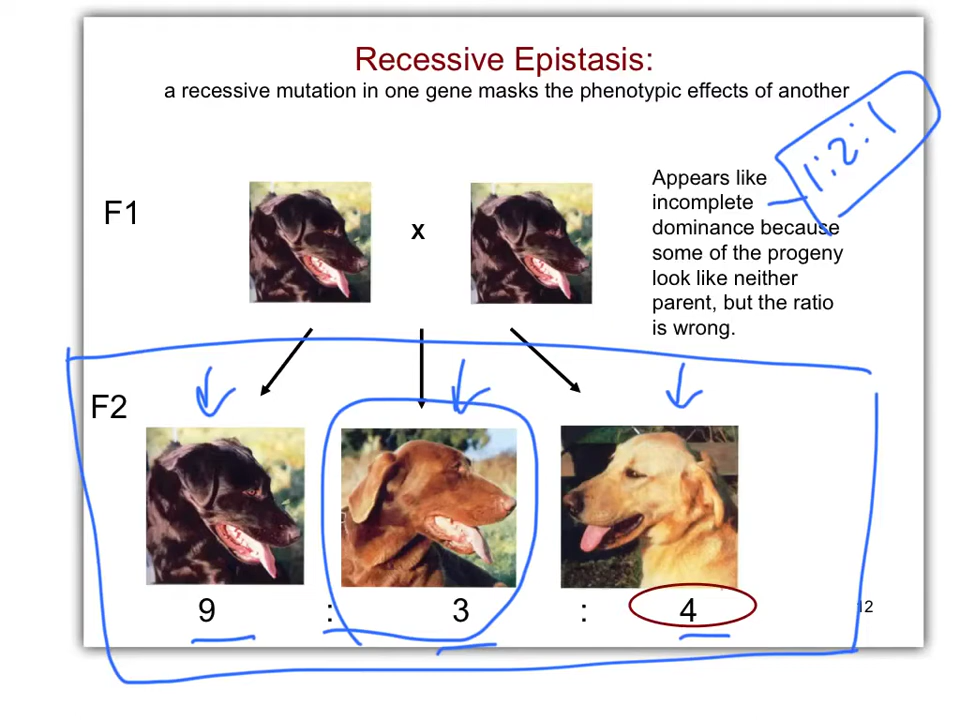 Recessive Epistasis:
a recessive mutation in one gene masks the phenotypic effects of another
1:2:1
F1
x
Appears like
incomplete
dominance because
some of the progeny
look like neither
parent, but the ratio
is wrong.
F2
9 : 3 : 4
12